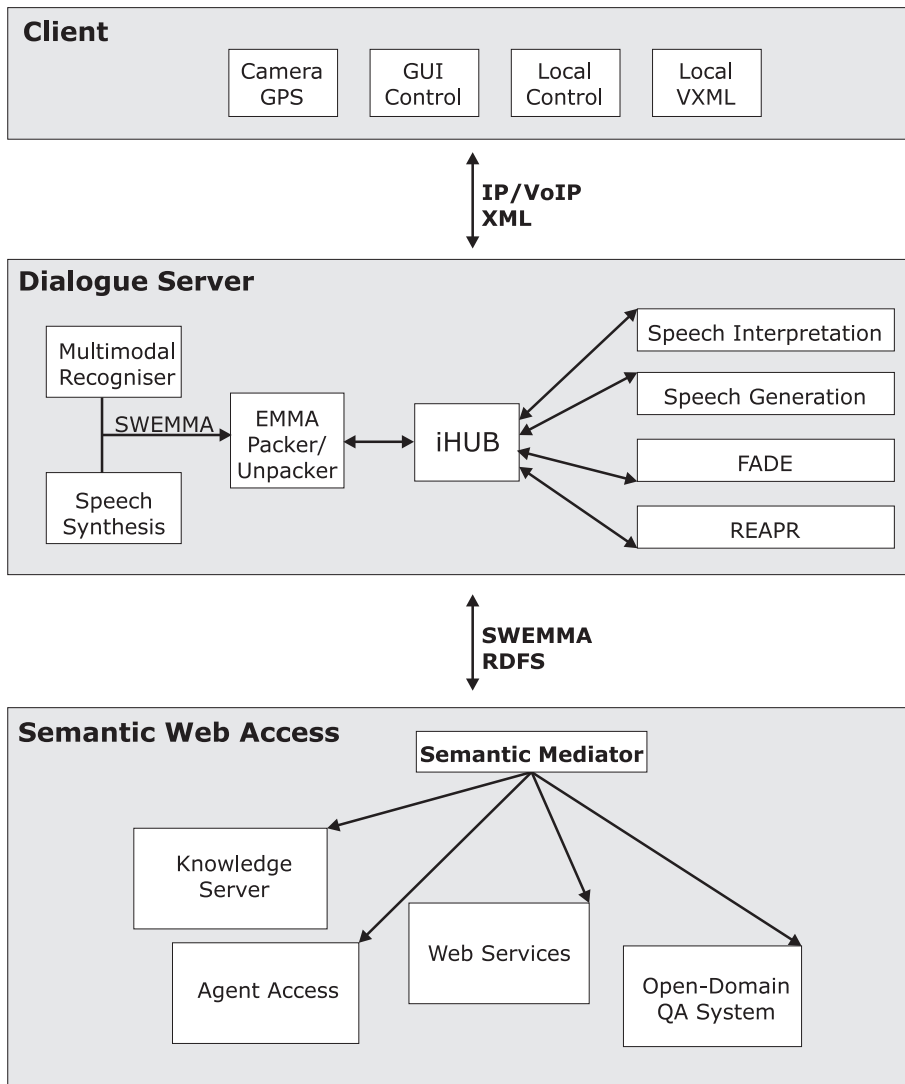 Client
Camera
GPS
GUI
Control
Local
Control
Local
VXML
IP/VoIP
XML
Dialogue Server
Multimodal
Recogniser
SWEMMA
Speech
Synthesis
EMMA
Packer/
Unpacker
iHUB
Speech Interpretation
Speech Generation
FADE
REAPR
SWEMMA
RDFS
Semantic Web Access
Semantic Mediator
Knowledge
Server
Agent Access
Web Services
Open-Domain
QA System